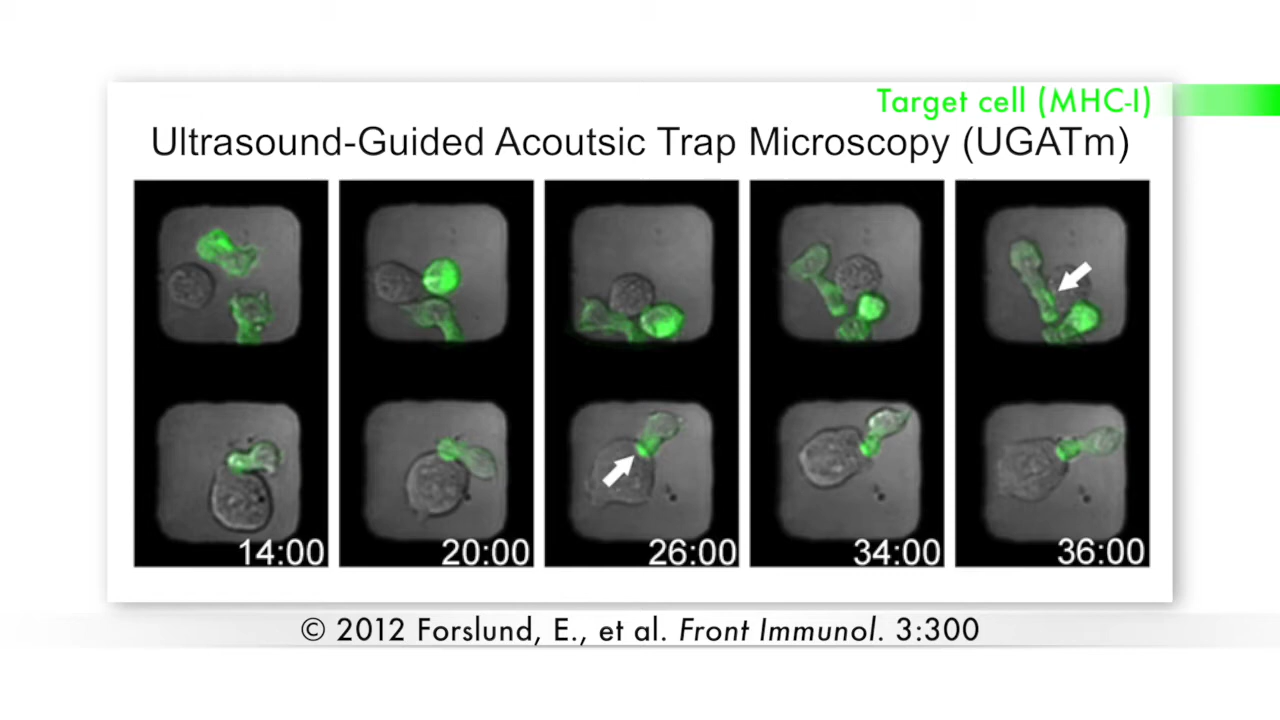 Target cell (MHC-I)
Ultrasound-Guided Acoutsic Trap Microscopy (UGATm)
14:00
20:00
26:00
34:00
36:00
© 2012 Forslund, E., et al. Front Immunol. 3:300